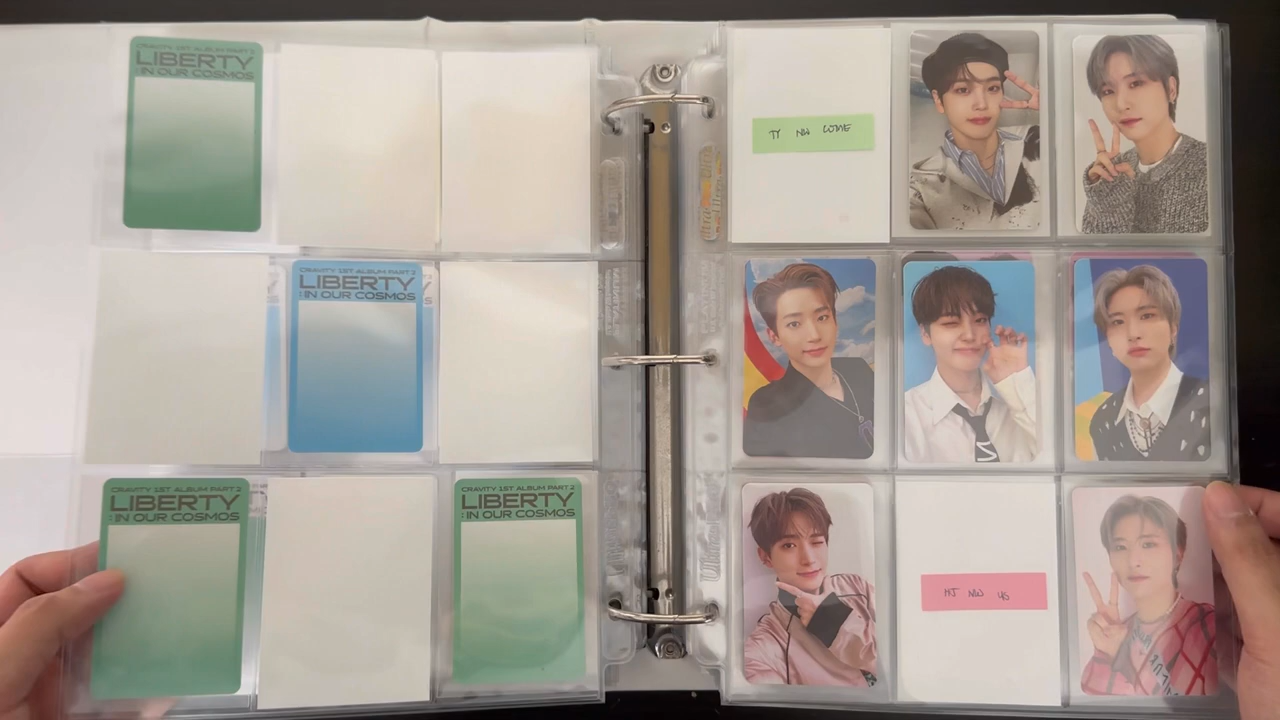 CRAVITY 1ST ALBUM PART.2
LIBERTY
: IN OUR COSMOS
CRAVITY 1ST ALBUM PART.2
LIBERTY
: IN OUR COSMOS
CRAVITY 1ST ALBUM PART.2
LIBERTY
: IN OUR COSMOS
CRAVITY 1ST ALBUM PART.2
LIBERTY
: IN OUR COSMOS
TY NW COME
HJ NW US